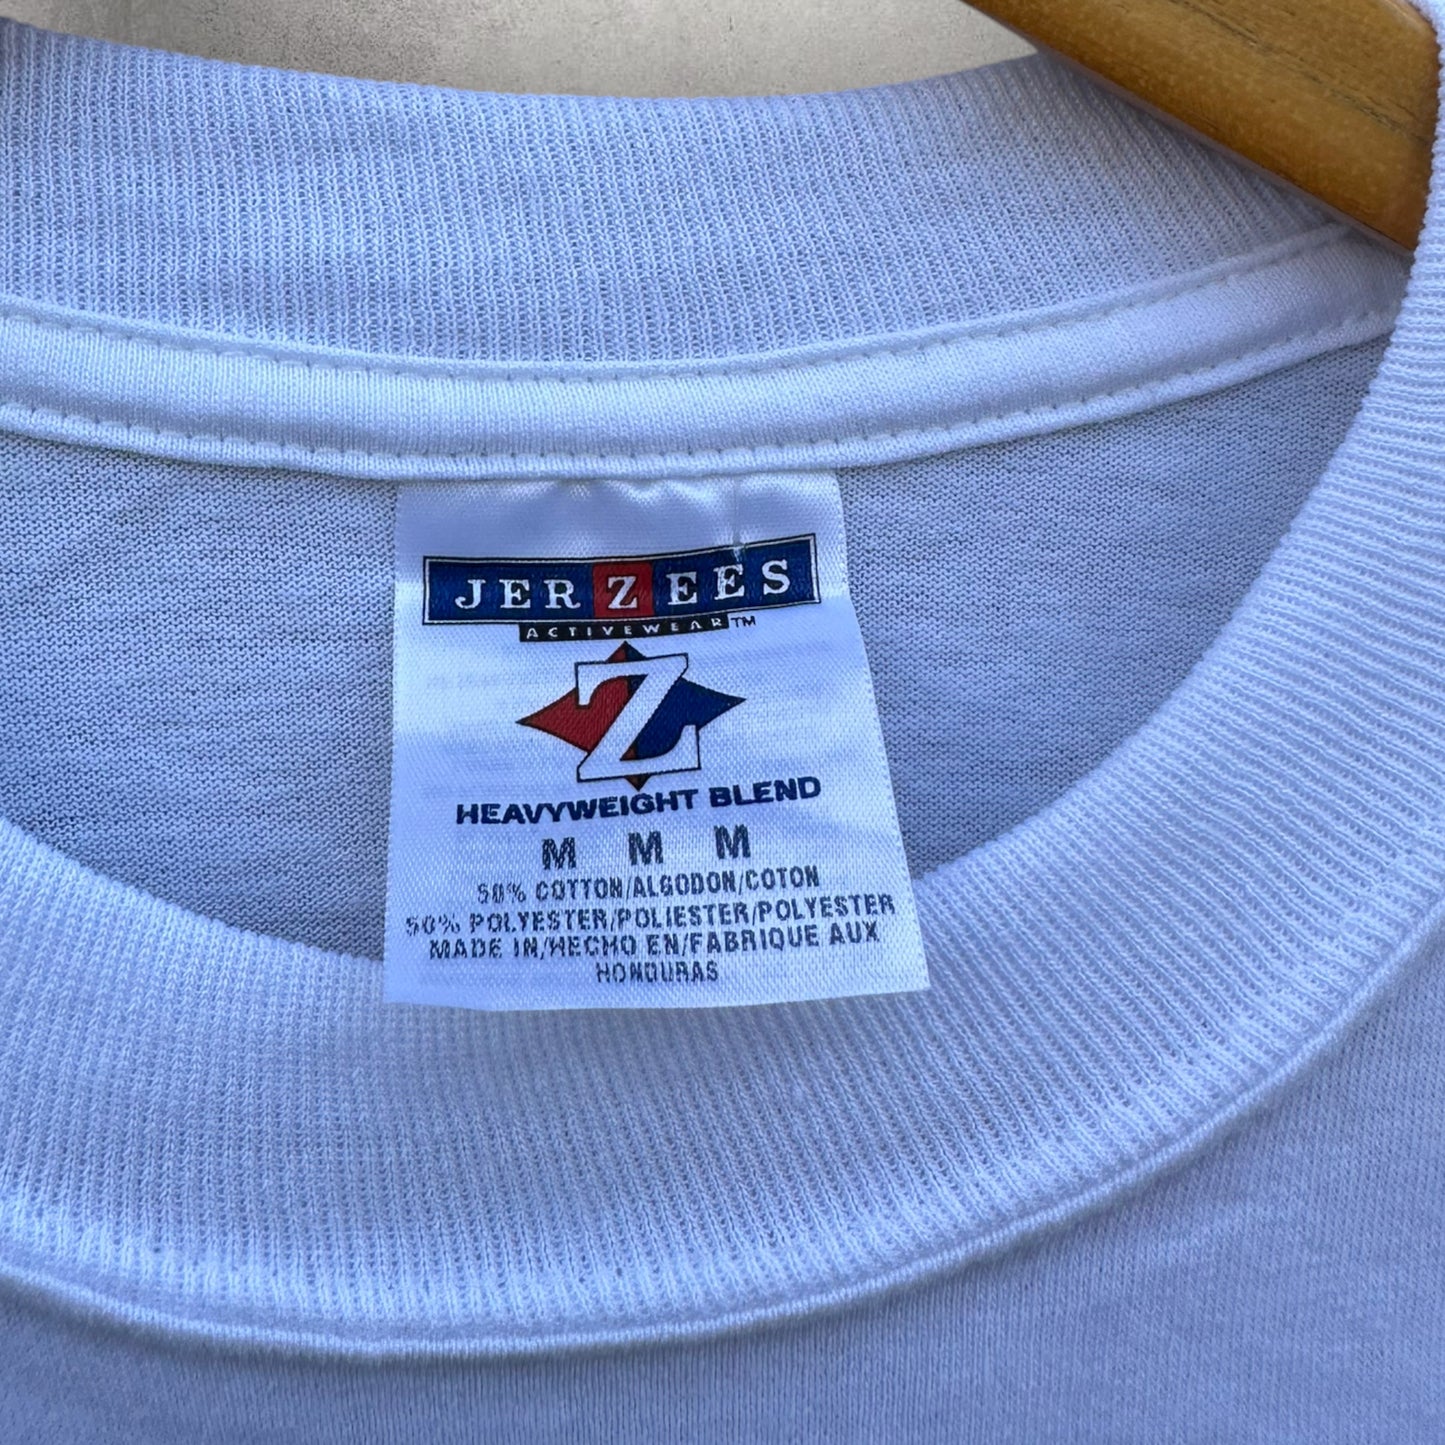 JERZEES
ACTIVEWEAR™
Z
HEAVYWEIGHT BLEND
M M M
50% COTTON/ALGODON/COTON
50% POLYESTER/POLIESTER/POLYESTER
MADE IN/HECHO EN/FABRIQUE AUX
HONDURAS